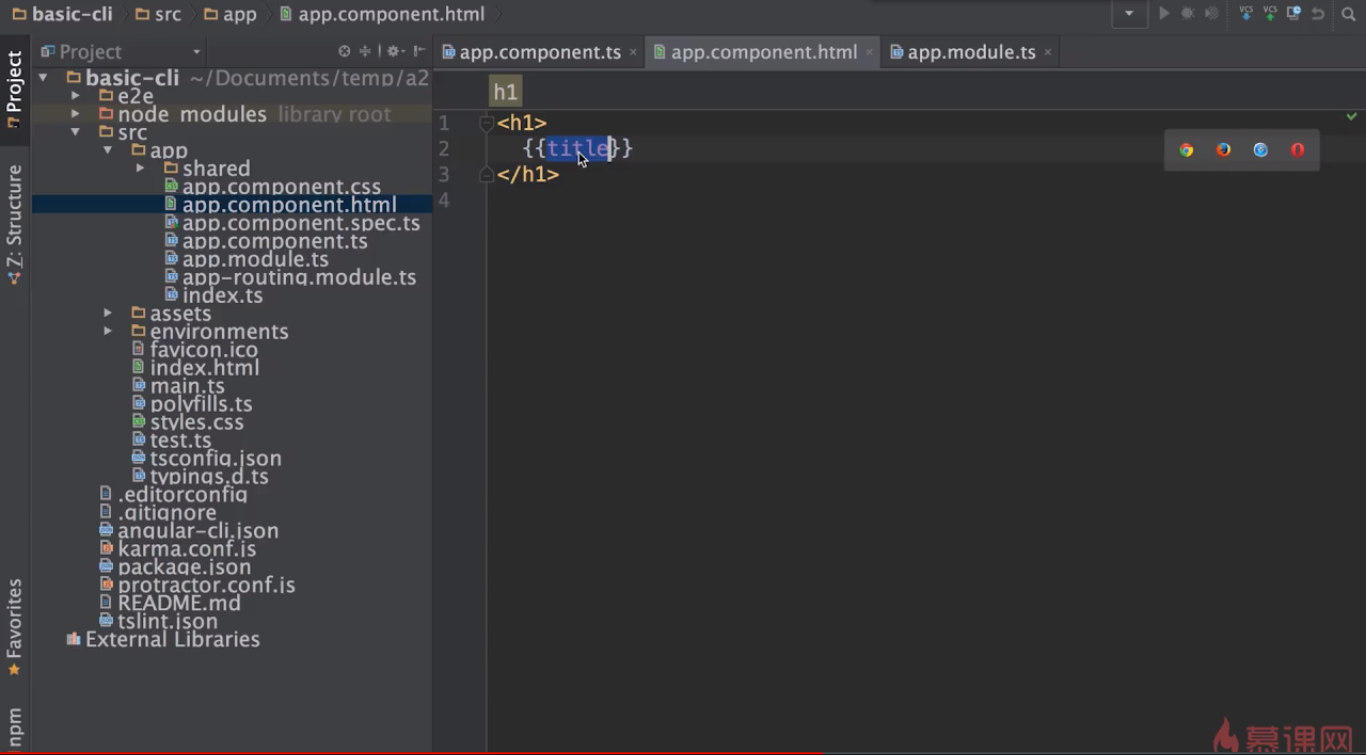 basic-cli src app app.component.html
Project
app.component.ts app.component.html app.module.ts
Project
basic-cli ~/Documents/temp/a2
e2e
node_modules library root
src
app
shared
app.component.css
app.component.html
app.component.spec.ts
app.component.ts
app.module.ts
app-routing.module.ts
index.ts
assets
environments
favicon.ico
index.html
main.ts
polyfills.ts
styles.css
test.ts
tsconfig.json
typings.d.ts
.editorconfig
.gitignore
angular-cli.json
karma.conf.js
package.json
protractor.conf.js
README.md
tslint.json
External Libraries
Z: Structure
Favorites
npm
h1
1 <h1>
2 {{title}}
3 </h1>
4
VCS VCS
慕课网